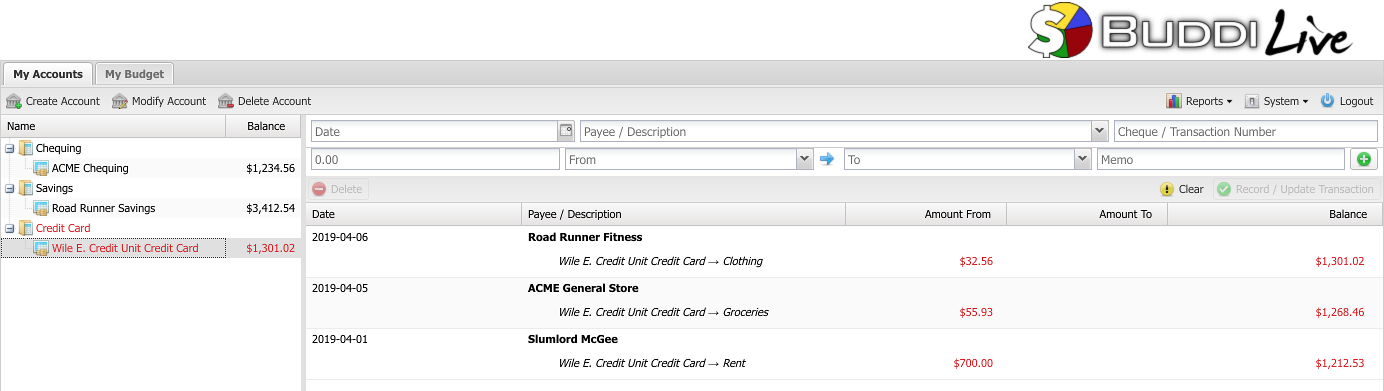 $ BUDDI Live
My Accounts My Budget
Create Account Modify Account Delete Account Reports System Logout
Name Balance
Chequing
ACME Chequing $1,234.56
Savings
Road Runner Savings $3,412.54
Credit Card
Wile E. Credit Unit Credit Card $1,301.02
Date Payee / Description Cheque / Transaction Number
0.00 From To Memo
Delete Clear Record / Update Transaction
Date Payee / Description Amount From Amount To Balance
2019-04-06 Road Runner Fitness
Wile E. Credit Unit Credit Card → Clothing $32.56 $1,301.02
2019-04-05 ACME General Store
Wile E. Credit Unit Credit Card → Groceries $55.93 $1,268.46
2019-04-01 Slumlord McGee
Wile E. Credit Unit Credit Card → Rent $700.00 $1,212.53